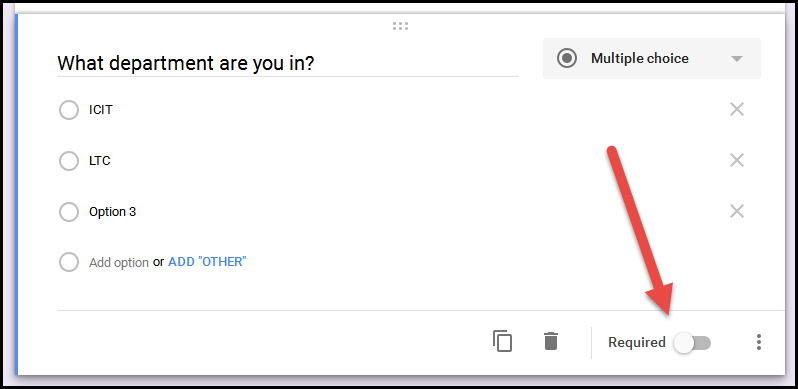 What department are you in?
Multiple choice
ICIT
LTC
Option 3
Add option or ADD "OTHER"
Required